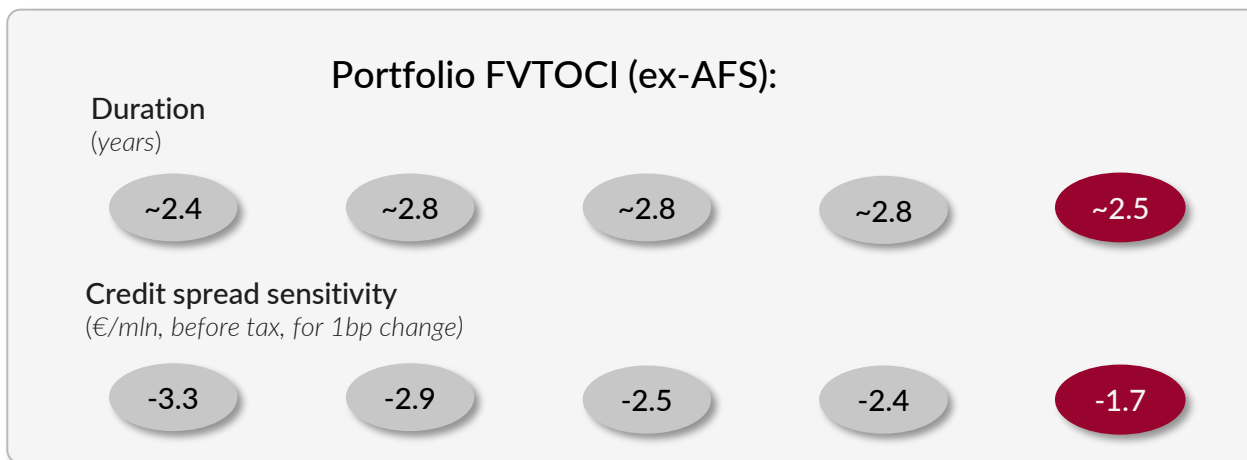 Portfolio FVTOCI (ex-AFS):
Duration
(years)
~2.4 ~2.8 ~2.8 ~2.8 ~2.5
Credit spread sensitivity
(€/mln, before tax, for 1bp change)
-3.3 -2.9 -2.5 -2.4 -1.7